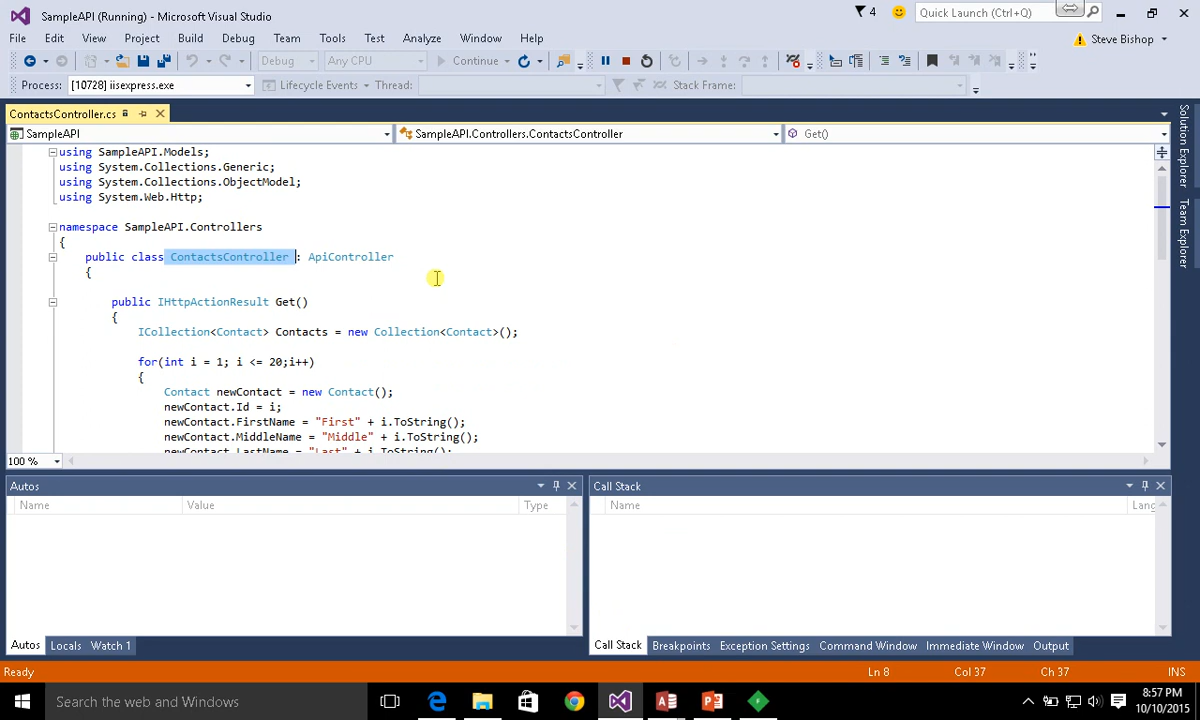 SampleAPI (Running) - Microsoft Visual Studio
4
Quick Launch (Ctrl+Q)
File Edit View Project Build Debug Team Tools Test Analyze Window Help
Steve Bishop
Debug Any CPU Continue
Process: [10728] iisexpress.exe Lifecycle Events Thread: Stack Frame:
ContactsController.cs
SampleAPI SampleAPI.Controllers.ContactsController Get()
Solution Explorer
Team Explorer
using SampleAPI.Models;
using System.Collections.Generic;
using System.Collections.ObjectModel;
using System.Web.Http;
namespace SampleAPI.Controllers
{
public class ContactsController : ApiController
{
public IHttpActionResult Get()
{
ICollection<Contact> Contacts = new Collection<Contact>();
for(int i = 1; i <= 20;i++)
{
Contact newContact = new Contact();
newContact.Id = i;
newContact.FirstName = "First" + i.ToString();
newContact.MiddleName = "Middle" + i.ToString();
newContact.LastName = "Last" + i.ToString();
100 %
Autos
Name Value Type
Call Stack
Name Lang
Autos Locals Watch 1
Call Stack Breakpoints Exception Settings Command Window Immediate Window Output
Ready Ln 8 Col 37 Ch 37 INS
Search the web and Windows
8:57 PM
10/10/2015